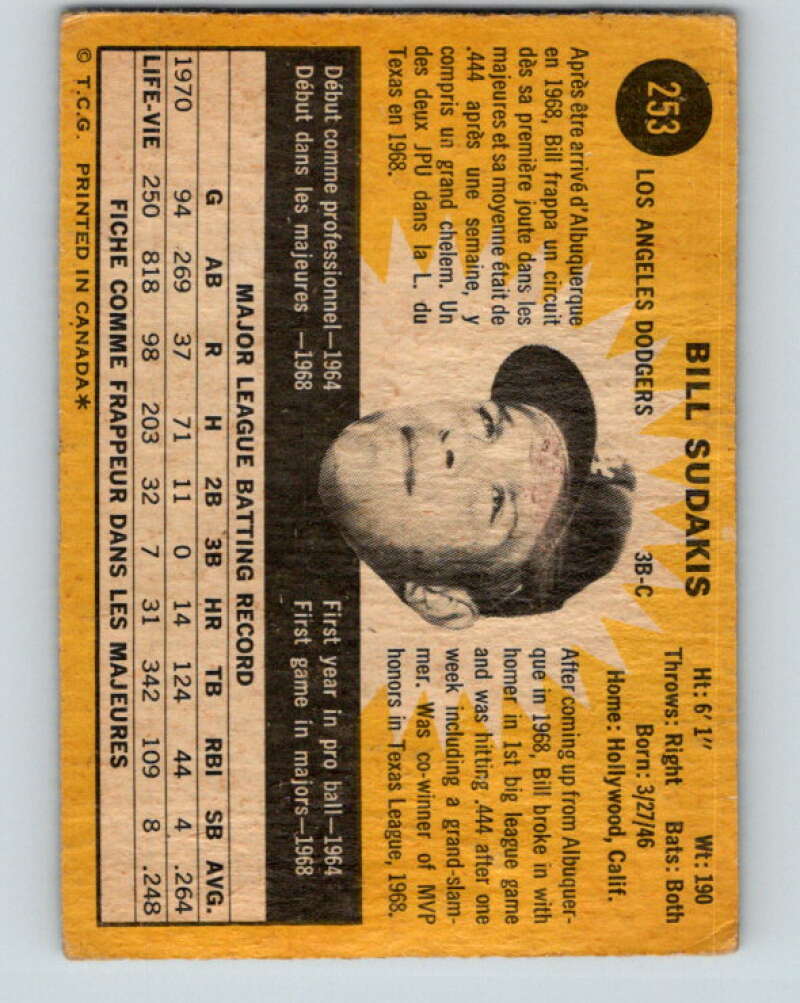 253
BILL SUDAKIS
LOS ANGELES DODGERS
3B-C
Ht: 6' 1" Wt: 190
Throws: Right Bats: Both
Born: 3/27/46
Home: Hollywood, Calif.
Après être arrivé d'Albuquerque
en 1968, Bill frappa un circuit
dès sa première joute dans les
majeures et sa moyenne était de
.444 après une semaine, y
compris un grand chelem. Un
des deux JPU dans la L. du
Texas en 1968.
After coming up from Albuquer-
que in 1968, Bill broke in with
homer in 1st big league game
and was hitting .444 after one
week including a grand-slam-
mer. Was co-winner of MVP
honors in Texas League, 1968.
Début comme professionnel—1964
Début dans les majeures —1968
First year in pro ball—1964
First game in majors—1968
MAJOR LEAGUE BATTING RECORD
G AB R H 2B 3B HR TB RBI SB AVG.
1970 94 269 37 71 11 0 14 124 44 4 .264
LIFE-VIE 250 818 98 203 32 7 31 342 109 8 .248
FICHE COMME FRAPPEUR DANS LES MAJEURES
© T.C.G. PRINTED IN CANADA*